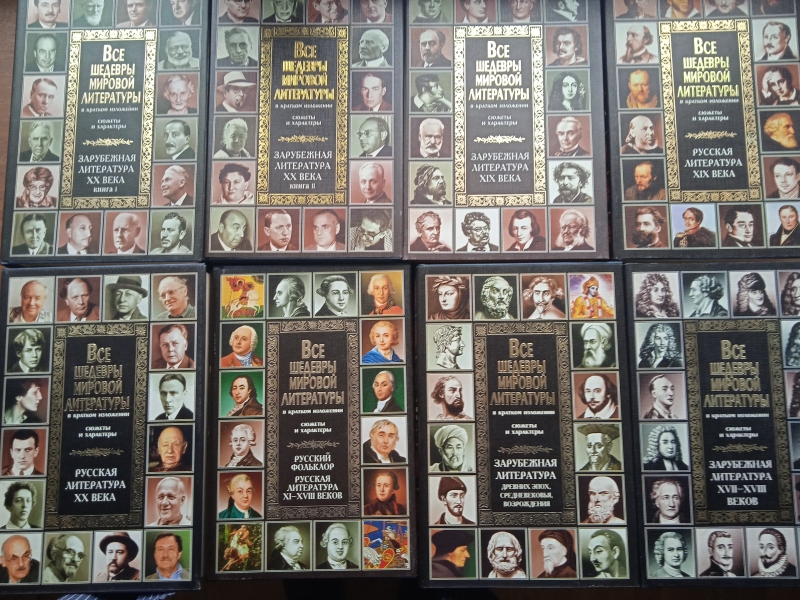 Все
шедевры
мировой
литературы
в кратком изложении
сюжеты
и характеры
Зарубежная
литература
XX века
книга I
Все
шедевры
мировой
литературы
в кратком изложении
сюжеты
и характеры
Зарубежная
литература
XX века
книга II
Все
шедевры
мировой
литературы
в кратком изложении
сюжеты
и характеры
Зарубежная
литература
XIX века
Все
шедевры
мировой
литературы
в кратком изложении
сюжеты
и характеры
Русская
литература
XIX века
Все
шедевры
мировой
литературы
в кратком изложении
сюжеты
и характеры
Русская
литература
XX века
Все
шедевры
мировой
литературы
в кратком изложении
сюжеты
и характеры
Русский
фольклор
Русская
литература
XI–XVIII веков
Все
шедевры
мировой
литературы
в кратком изложении
сюжеты
и характеры
Зарубежная
литература
древних эпох,
средневековья,
возрождения
Все
шедевры
мировой
литературы
в кратком изложении
сюжеты
и характеры
Зарубежная
литература
XVII–XVIII
веков